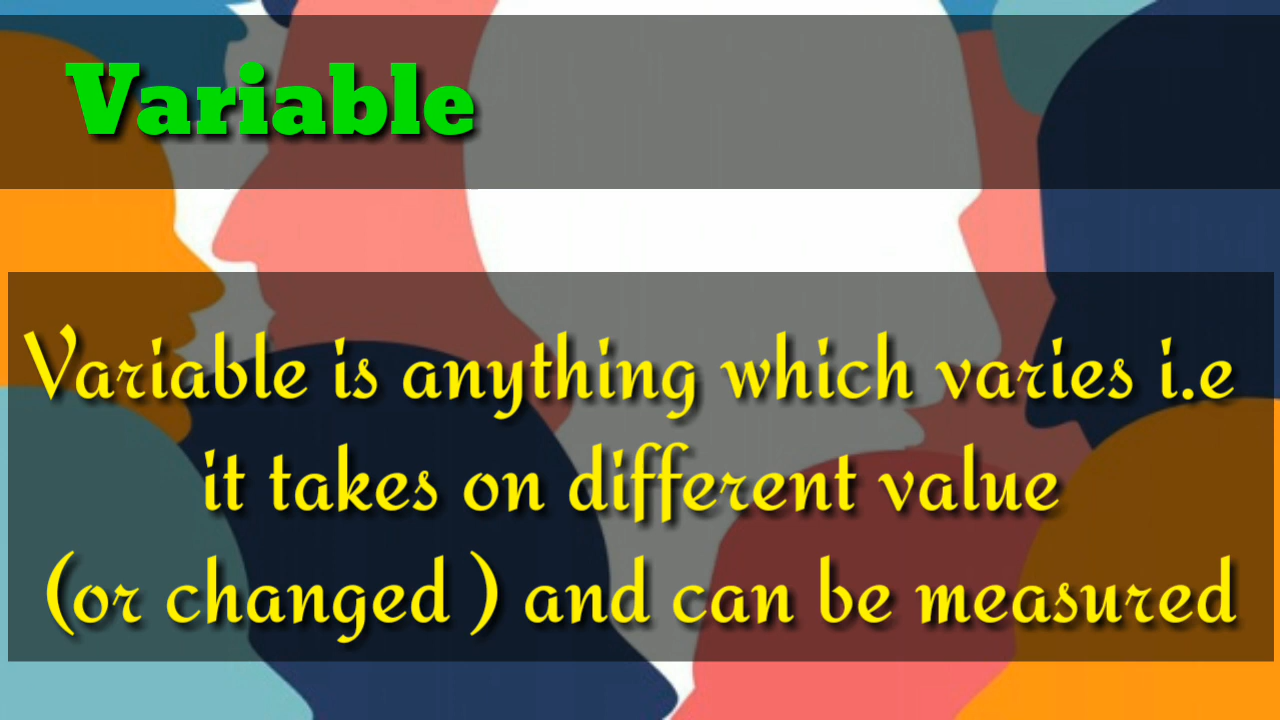 Variable
Variable is anything which varies i.e
it takes on different value
(or changed ) and can be measured